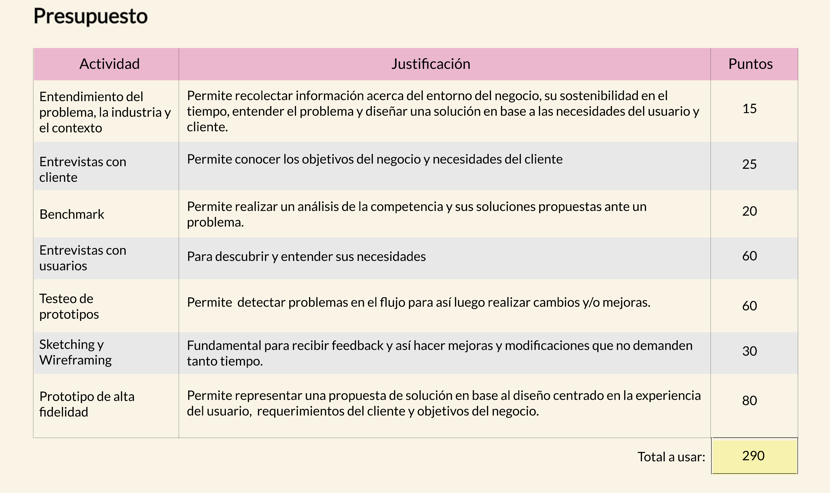 Presupuesto
Actividad Justificación Puntos
Entendimiento del
problema, la industria y
el contexto
Permite recolectar información acerca del entorno del negocio, su sostenibilidad en el
tiempo, entender el problema y diseñar una solución en base a las necesidades del usuario y
cliente.
15
Entrevistas con
cliente
Permite conocer los objetivos del negocio y necesidades del cliente
25
Benchmark
Permite realizar un análisis de la competencia y sus soluciones propuestas ante un
problema.
20
Entrevistas con
usuarios
Para descubrir y entender sus necesidades
60
Testeo de
prototipos
Permite detectar problemas en el flujo para así luego realizar cambios y/o mejoras.
60
Sketching y
Wireframing
Fundamental para recibir feedback y así hacer mejoras y modificaciones que no demanden
tanto tiempo.
30
Prototipo de alta
fidelidad
Permite representar una propuesta de solución en base al diseño centrado en la experiencia
del usuario, requerimientos del cliente y objetivos del negocio.
80
Total a usar: 290